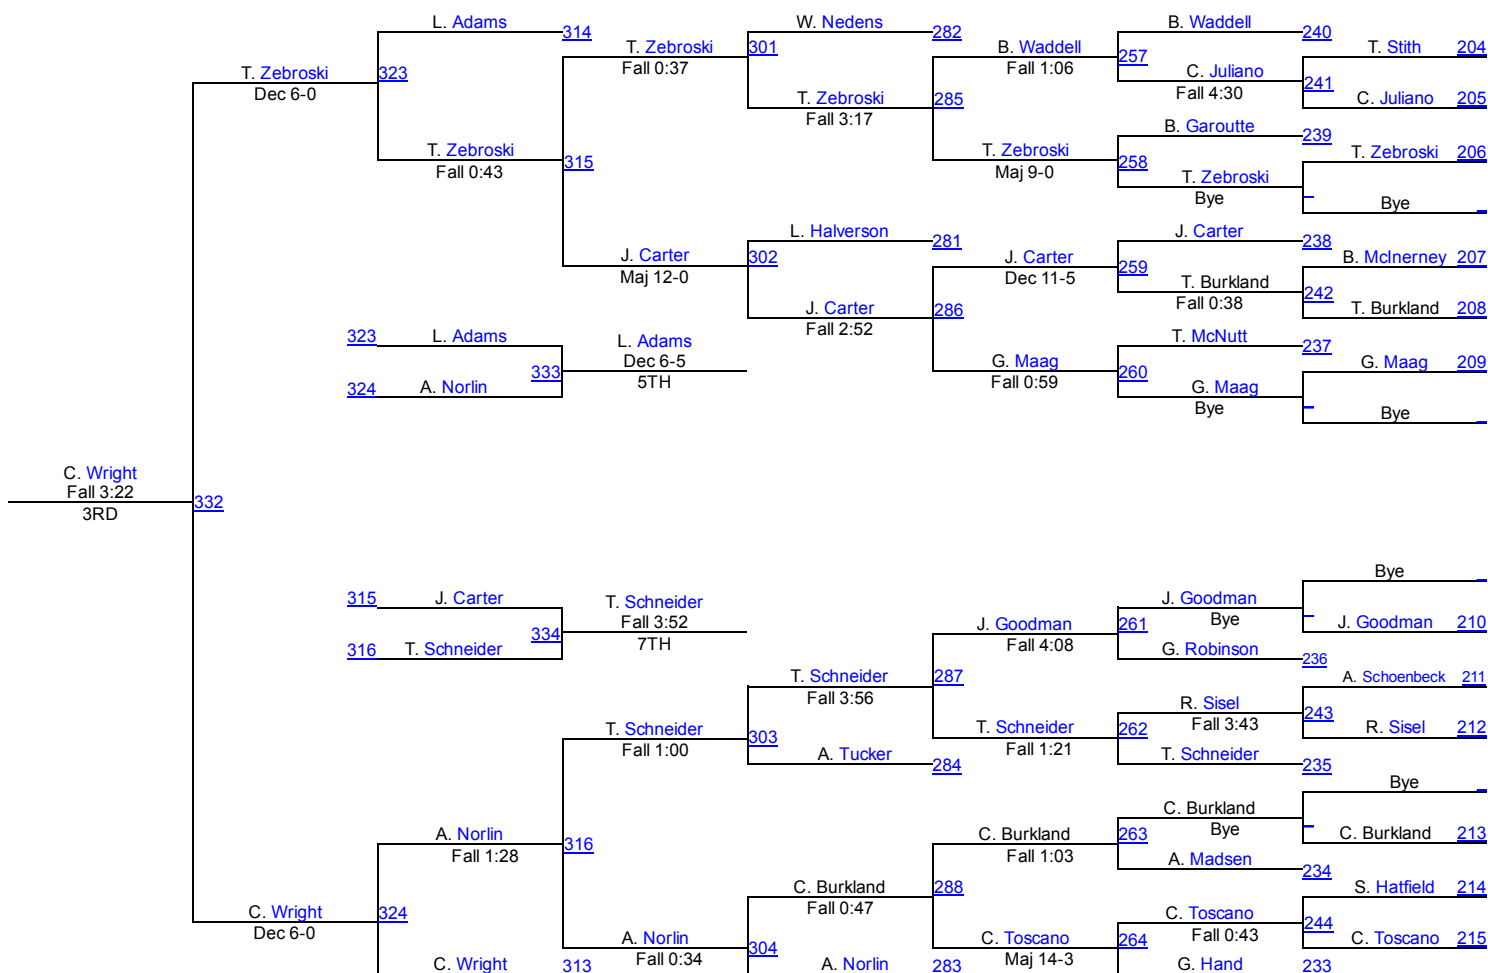 L. Adams 314
W. Nedens 282
B. Waddell 240
T. Zebroski 301
B. Waddell 257
T. Stith 204
Fall 0:37
Fall 1:06
T. Zebroski 323
C. Juliano 241
Dec 6-0
Fall 4:30
T. Zebroski 285
C. Juliano 205
Fall 3:17
B. Garoutte 239
T. Zebroski 315
T. Zebroski 258
T. Zebroski 206
Fall 0:43
Maj 9-0
T. Zebroski
Bye
Bye
L. Halverson 281
J. Carter 238
J. Carter 302
J. Carter 259
B. McInerney 207
Maj 12-0
Dec 11-5
T. Burkland 242
Fall 0:38
J. Carter 286
T. Burkland 208
Fall 2:52
323 L. Adams
L. Adams
T. McNutt 237
333
Dec 6-5
G. Maag 260
G. Maag 209
5TH
Fall 0:59
324 A. Norlin
G. Maag
Bye
Bye
C. Wright
Fall 3:22
332
3RD
Bye
315 J. Carter
T. Schneider
J. Goodman
Fall 3:52
Bye
334
J. Goodman 261
J. Goodman 210
7TH
Fall 4:08
316 T. Schneider
G. Robinson 236
T. Schneider 287
A. Schoenbeck 211
Fall 3:56
R. Sisel 243
Fall 3:43
T. Schneider 303
T. Schneider 262
R. Sisel 212
Fall 1:00
Fall 1:21
A. Tucker 284
T. Schneider 235
Bye
C. Burkland
Bye
A. Norlin 316
C. Burkland 263
C. Burkland 213
Fall 1:28
Fall 1:03
A. Madsen 234
C. Burkland 288
S. Hatfield 214
Fall 0:47
C. Wright 324
C. Toscano 244
Dec 6-0
Fall 0:43
A. Norlin 304
C. Toscano 264
C. Toscano 215
Fall 0:34
Maj 14-3
C. Wright 313
A. Norlin 283
G. Hand 233